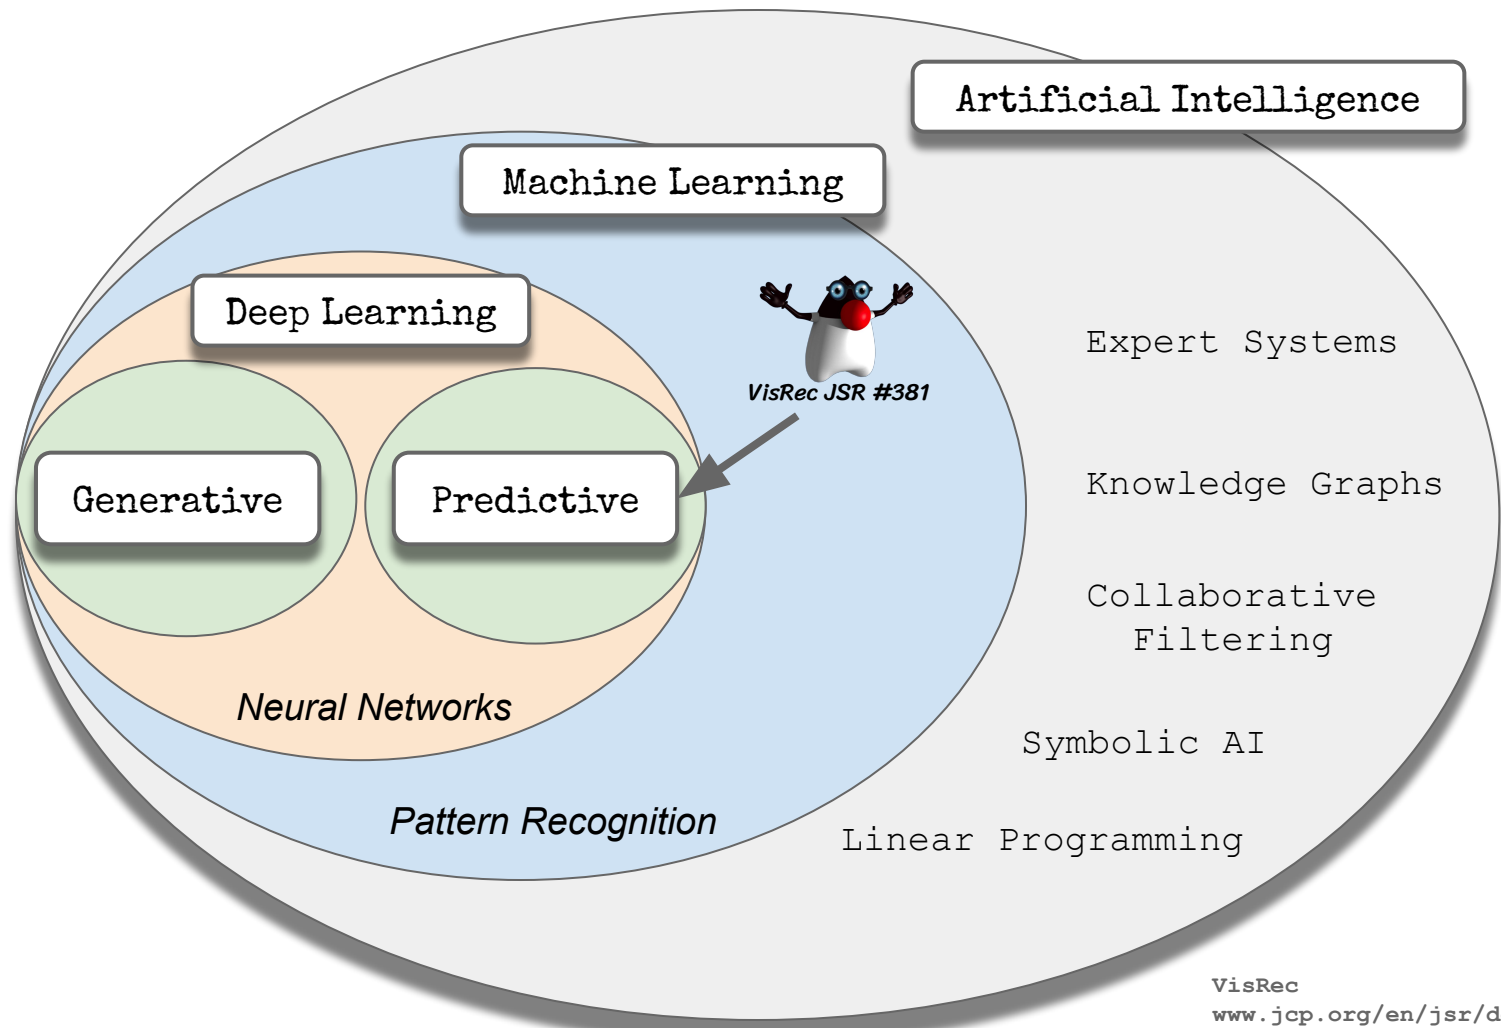 Artificial Intelligence
Machine Learning
Deep Learning
VisRec JSR #381
Expert Systems
Generative
Predictive
Knowledge Graphs
Collaborative
Filtering
Neural Networks
Symbolic AI
Pattern Recognition
Linear Programming
VisRec
www.jcp.org/en/jsr/d